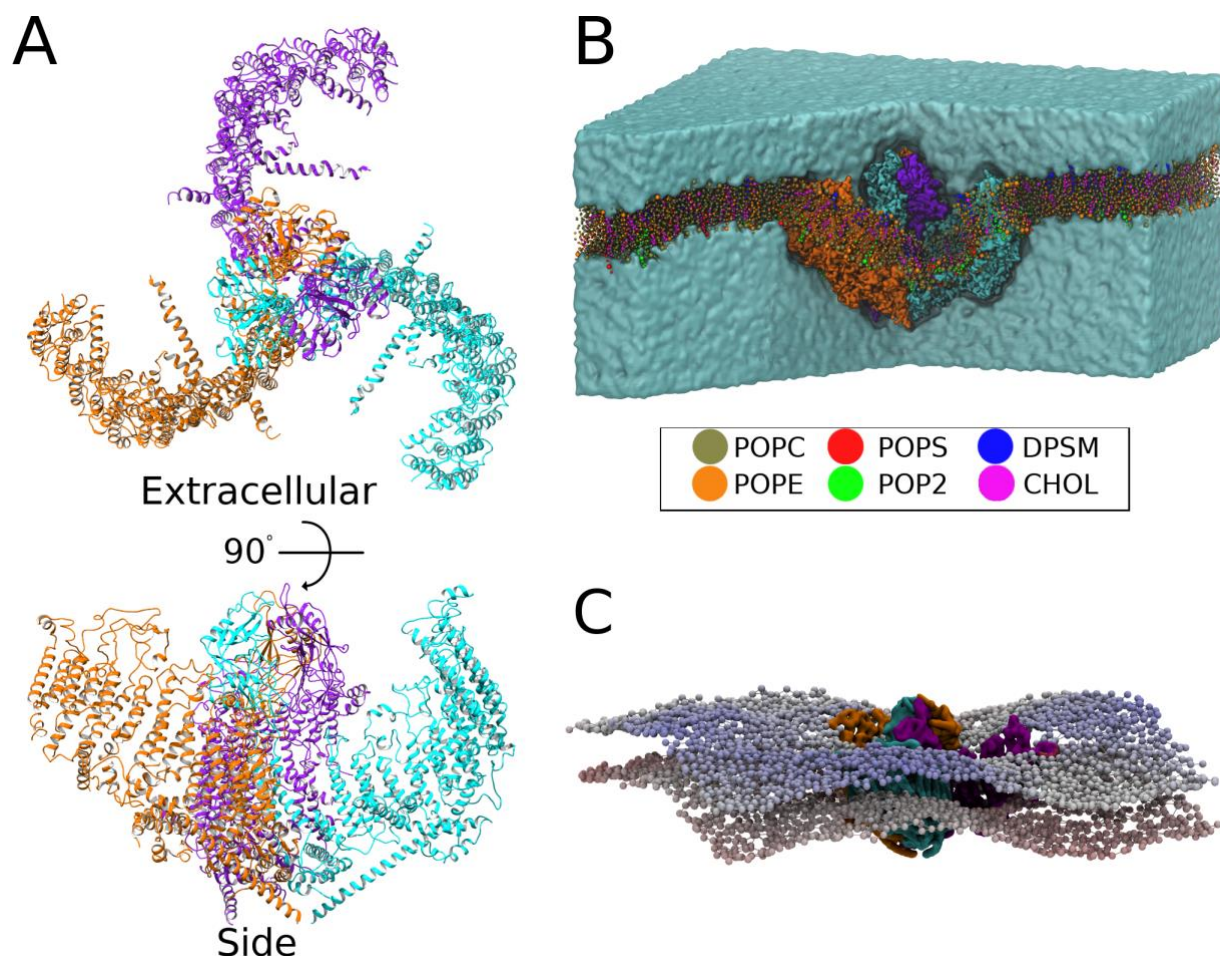 A
Extracellular
90°
Side
B
POPC POPS DPSM
POPE POP2 CHOL
C